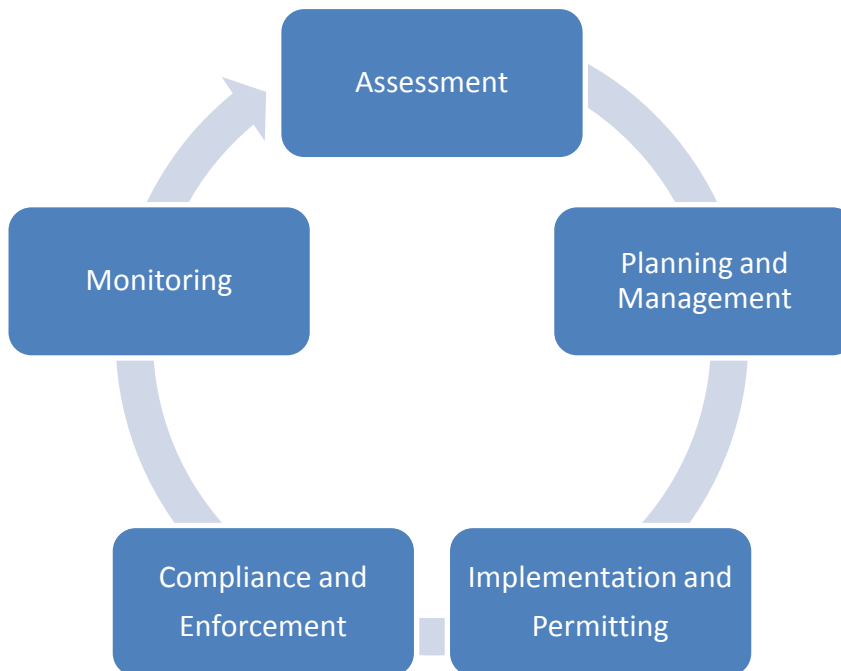 Assessment
Planning and
Management
Implementation and
Permitting
Compliance and
Enforcement
Monitoring